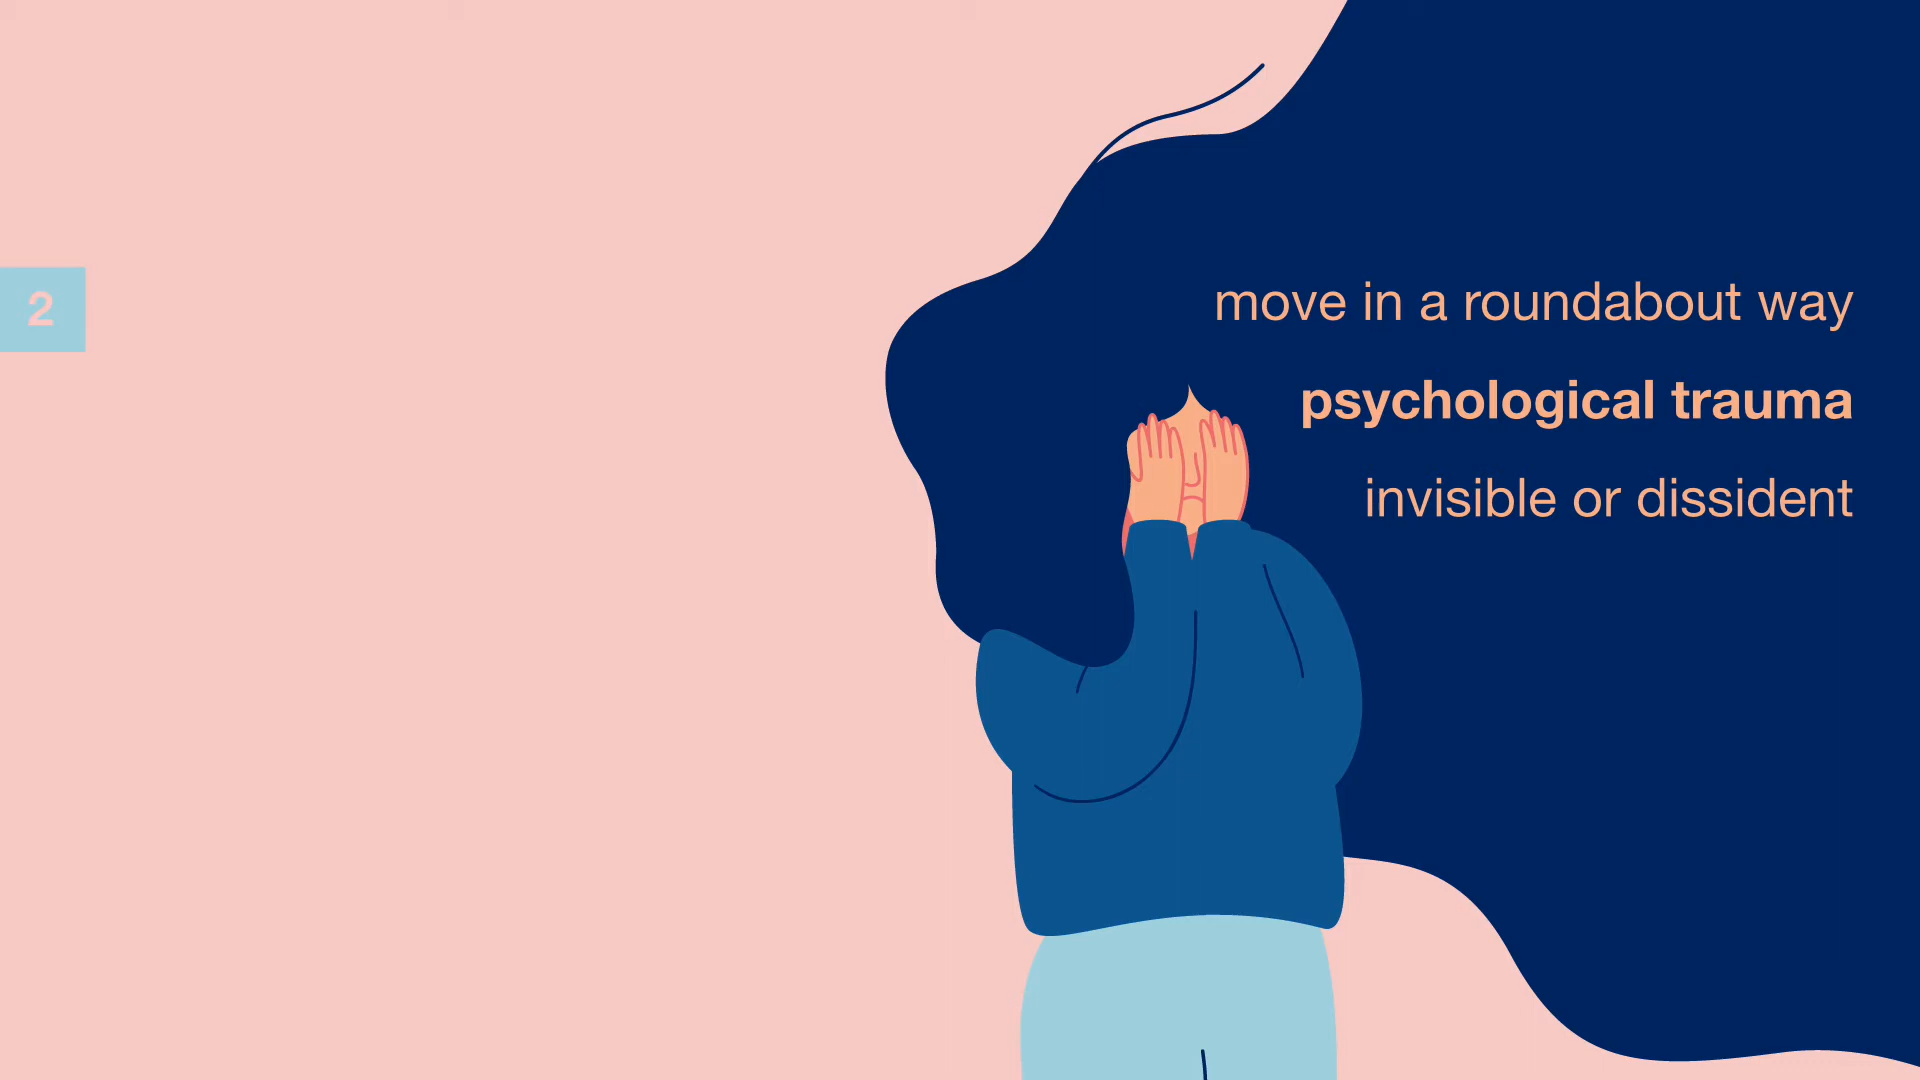 2
move in a roundabout way
psychological trauma
invisible or dissident